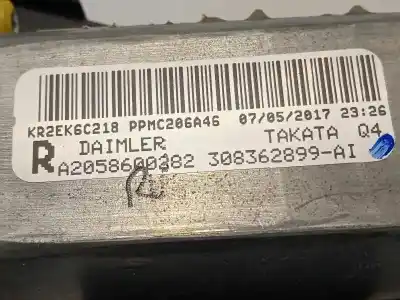 KR2EK6C218 PPMC206A46 07/05/2017 23:26
R DAIMLER TAKATA Q4
A2058600382 308362899-AI